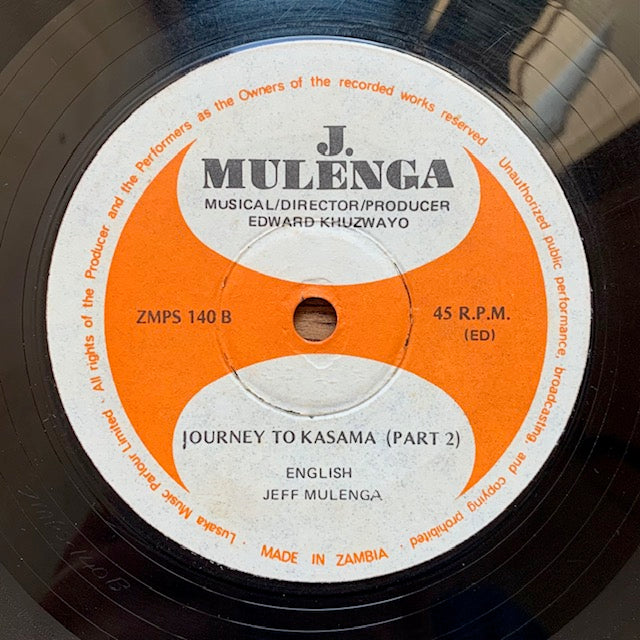 All rights of the Producer and the Performers as the Owners of the recorded works reserved · Unauthorized public performance, broadcasting, and copying prohibited
J.
MULENGA
MUSICAL/DIRECTOR/PRODUCER
EDWARD KHUZWAYO
ZMPS 140 B
45 R.P.M.
(ED)
JOURNEY TO KASAMA (PART 2)
ENGLISH
JEFF MULENGA
Lusaka Music Parlour Limited ·
· MADE IN ZAMBIA ·
ZMPS 140B